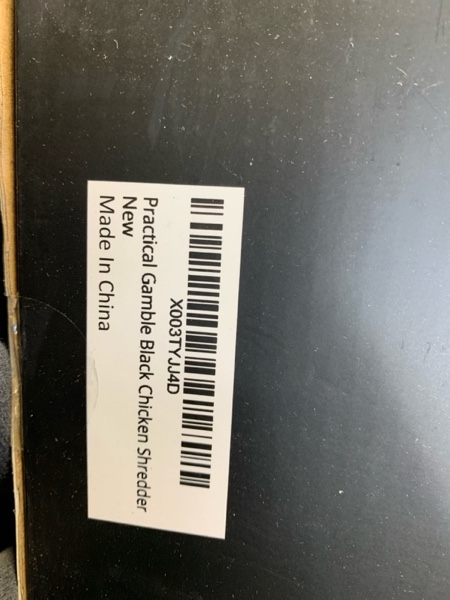 X003TYJJ4D
Practical Gamble Black Chicken Shredder
New
Made In China